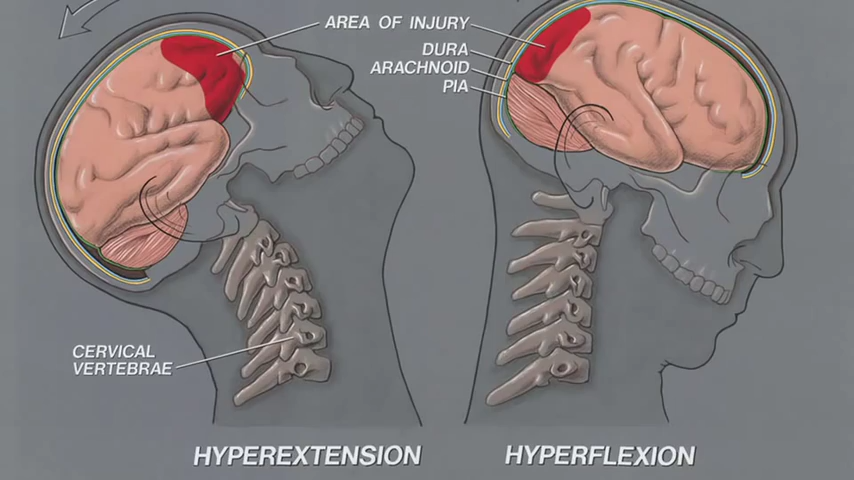 AREA OF INJURY
DURA
ARACHNOID
PIA
CERVICAL
VERTEBRAE
HYPEREXTENSION
HYPERFLEXION